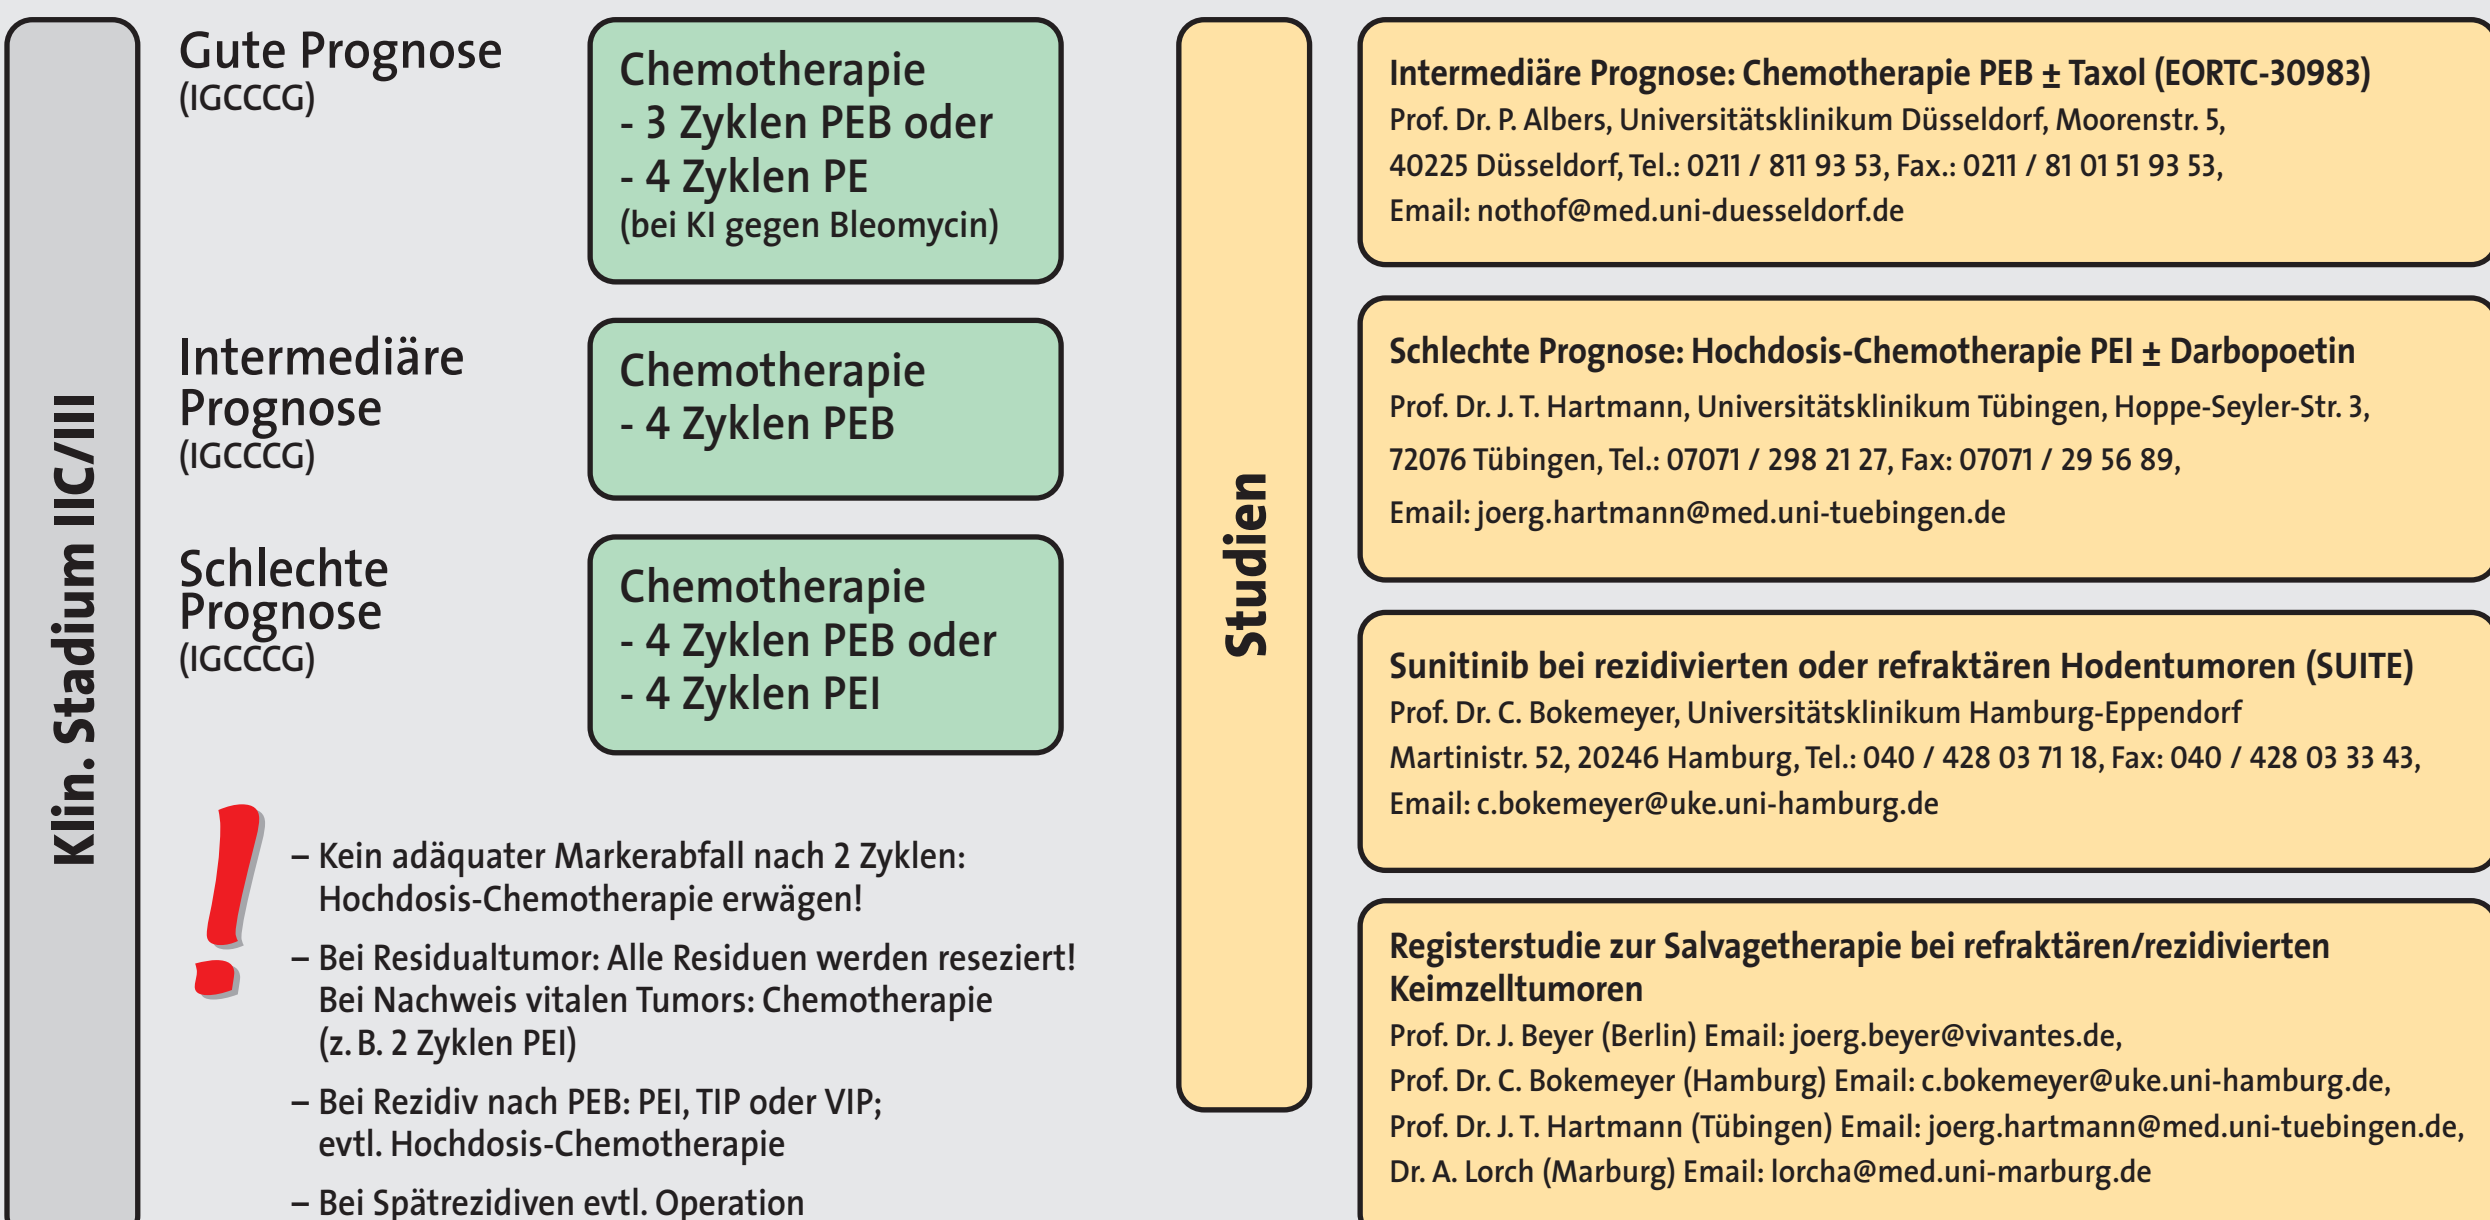 Klin. Stadium IIC/III
Gute Prognose
(IGCCCG)
Chemotherapie
- 3 Zyklen PEB oder
- 4 Zyklen PE
(bei KI gegen Bleomycin)
Intermediäre
Prognose
(IGCCCG)
Chemotherapie
- 4 Zyklen PEB
Schlechte
Prognose
(IGCCCG)
Chemotherapie
- 4 Zyklen PEB oder
- 4 Zyklen PEI
!
– Kein adäquater Markerabfall nach 2 Zyklen:
Hochdosis-Chemotherapie erwägen!
– Bei Residualtumor: Alle Residuen werden reseziert!
Bei Nachweis vitalen Tumors: Chemotherapie
(z. B. 2 Zyklen PEI)
– Bei Rezidiv nach PEB: PEI, TIP oder VIP;
evtl. Hochdosis-Chemotherapie
– Bei Spätrezidiven evtl. Operation
Studien
Intermediäre Prognose: Chemotherapie PEB ± Taxol (EORTC-30983)
Prof. Dr. P. Albers, Universitätsklinikum Düsseldorf, Moorenstr. 5,
40225 Düsseldorf, Tel.: 0211 / 811 93 53, Fax.: 0211 / 81 01 51 93 53,
Email: nothof@med.uni-duesseldorf.de
Schlechte Prognose: Hochdosis-Chemotherapie PEI ± Darbopoetin
Prof. Dr. J. T. Hartmann, Universitätsklinikum Tübingen, Hoppe-Seyler-Str. 3,
72076 Tübingen, Tel.: 07071 / 298 21 27, Fax: 07071 / 29 56 89,
Email: joerg.hartmann@med.uni-tuebingen.de
Sunitinib bei rezidivierten oder refraktären Hodentumoren (SUITE)
Prof. Dr. C. Bokemeyer, Universitätsklinikum Hamburg-Eppendorf
Martinistr. 52, 20246 Hamburg, Tel.: 040 / 428 03 71 18, Fax: 040 / 428 03 33 43,
Email: c.bokemeyer@uke.uni-hamburg.de
Registerstudie zur Salvagetherapie bei refraktären/rezidivierten
Keimzelltumoren
Prof. Dr. J. Beyer (Berlin) Email: joerg.beyer@vivantes.de,
Prof. Dr. C. Bokemeyer (Hamburg) Email: c.bokemeyer@uke.uni-hamburg.de,
Prof. Dr. J. T. Hartmann (Tübingen) Email: joerg.hartmann@med.uni-tuebingen.de,
Dr. A. Lorch (Marburg) Email: lorcha@med.uni-marburg.de